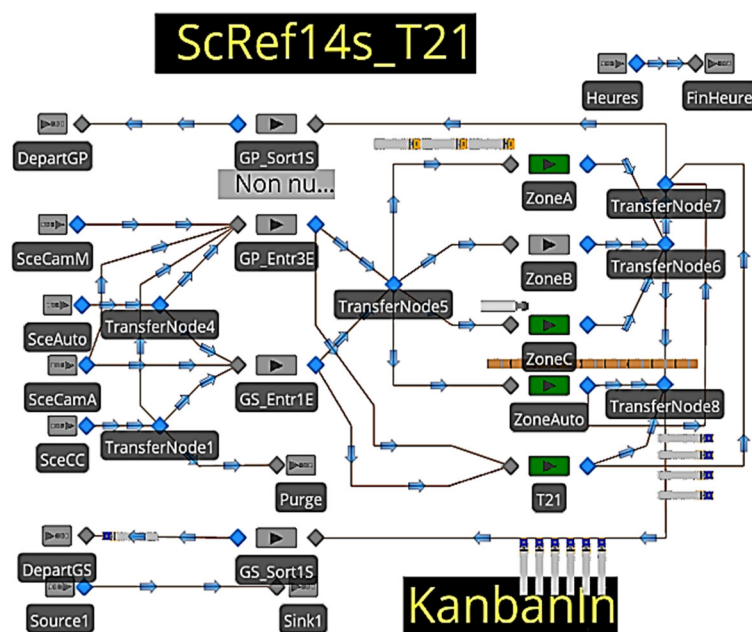 ScRef14s_T21
Heures
FinHeure
DepartGP
GP_Sort1S
Non nu...
ZoneA
TransferNode7
SceCamM
GP_Entr3E
ZoneB
TransferNode6
TransferNode5
SceAuto
TransferNode4
ZoneC
SceCamA
GS_Entr1E
ZoneAuto
TransferNode8
SceCC
TransferNode1
Purge
T21
DepartGS
GS_Sort1S
Source1
Sink1
KanbanIn